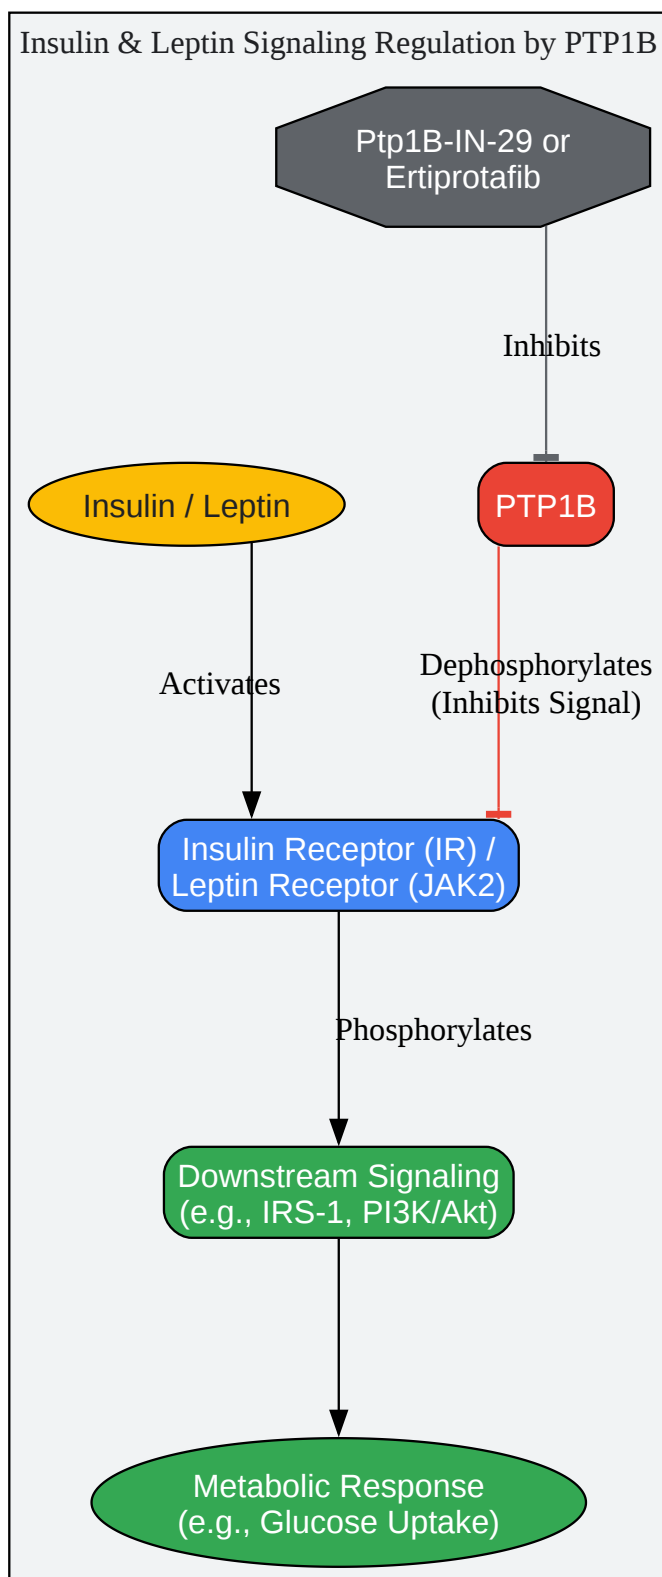 Insulin & Leptin Signaling Regulation by PTP1B
Ptp1B-IN-29 or
Ertiprotafib
Inhibits
Insulin / Leptin
PTP1B
Activates
Dephosphorylates
(Inhibits Signal)
Insulin Receptor (IR) /
Leptin Receptor (JAK2)
Phosphorylates
Downstream Signaling
(e.g., IRS-1, PI3K/Akt)
Metabolic Response
(e.g., Glucose Uptake)